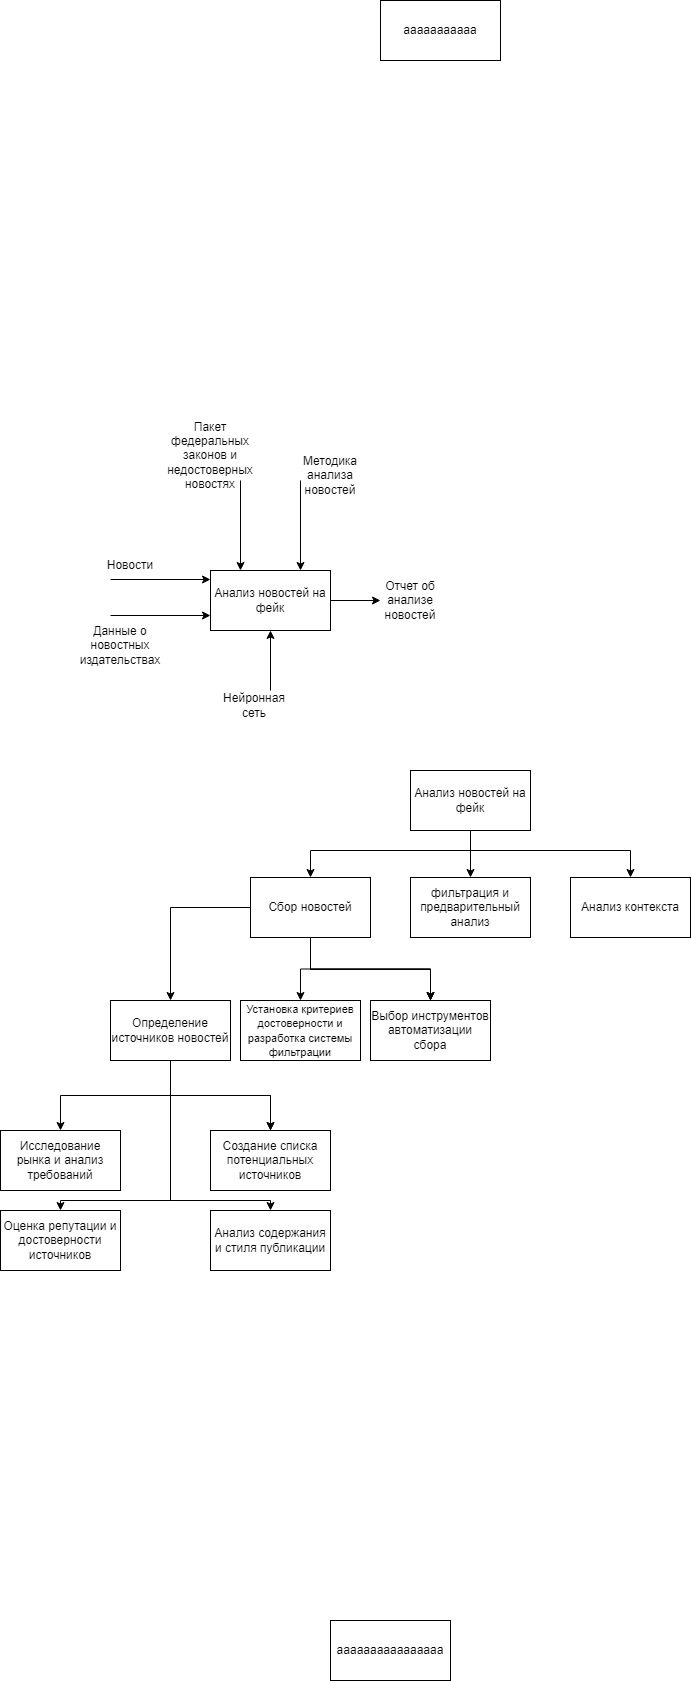 ааааааааааа
Пакет
федеральных
законов и
недостоверных
новостях
Методика
анализа
новостей
Новости
Анализ новостей на
фейк
Отчет об
анализе
новостей
Данные о
новостных
издательствах
Нейронная
сеть
Анализ новостей на
фейк
Сбор новостей
фильтрация и
предварительный
анализ
Анализ контекста
Определение
источников новостей
Установка критериев
достоверности и
разработка системы
фильтрации
Выбор инструментов
автоматизации
сбора
Исследование
рынка и анализ
требований
Создание списка
потенциальных
источников
Оценка репутации и
достоверности
источников
Анализ содержания
и стиля публикации
аааааааааааааааа